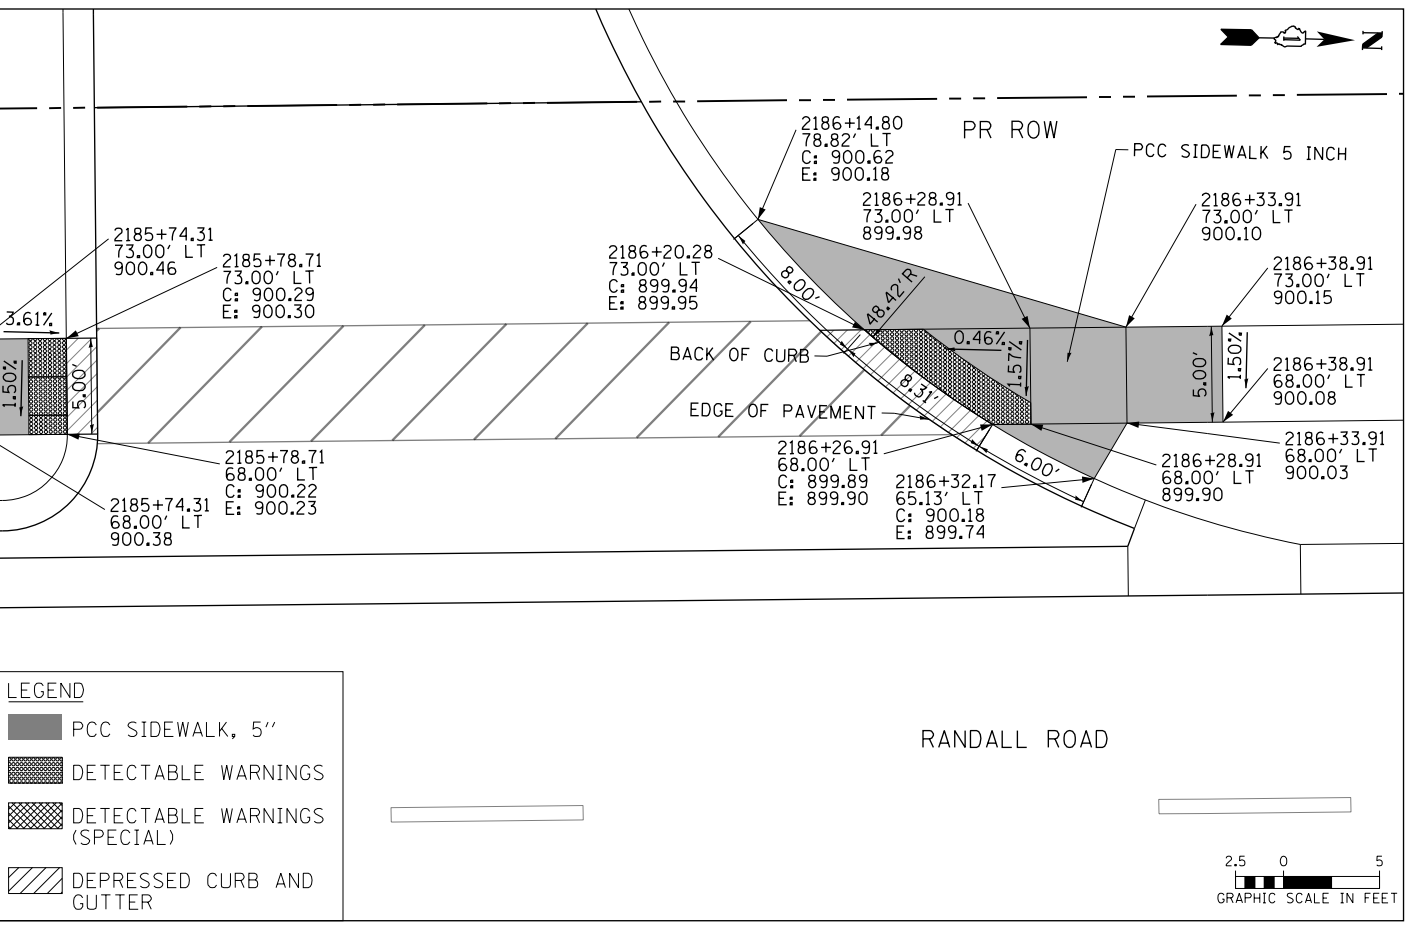 N
PR ROW
2186+14.80
78.82' LT
C: 900.62
E: 900.18
PCC SIDEWALK 5 INCH
2186+28.91
73.00' LT
899.98
2186+33.91
73.00' LT
900.10
2185+74.31
73.00' LT
900.46
2185+78.71
73.00' LT
C: 900.29
E: 900.30
2186+20.28
73.00' LT
C: 899.94
E: 899.95
2186+38.91
73.00' LT
900.15
8.00'
48.42'R
3.61%
1.50%
5.00'
BACK OF CURB
0.46%
1.57%
5.00'
1.50%
8.31'
EDGE OF PAVEMENT
2186+38.91
68.00' LT
900.08
2185+78.71
68.00' LT
C: 900.22
E: 900.23
2186+26.91
68.00' LT
C: 899.89
E: 899.90
6.00'
2186+33.91
68.00' LT
900.03
2186+28.91
68.00' LT
899.90
2185+74.31
68.00' LT
900.38
2186+32.17
65.13' LT
C: 900.18
E: 899.74
LEGEND
PCC SIDEWALK, 5''
DETECTABLE WARNINGS
DETECTABLE WARNINGS
(SPECIAL)
DEPRESSED CURB AND
GUTTER
RANDALL ROAD
2.5 0 5
GRAPHIC SCALE IN FEET